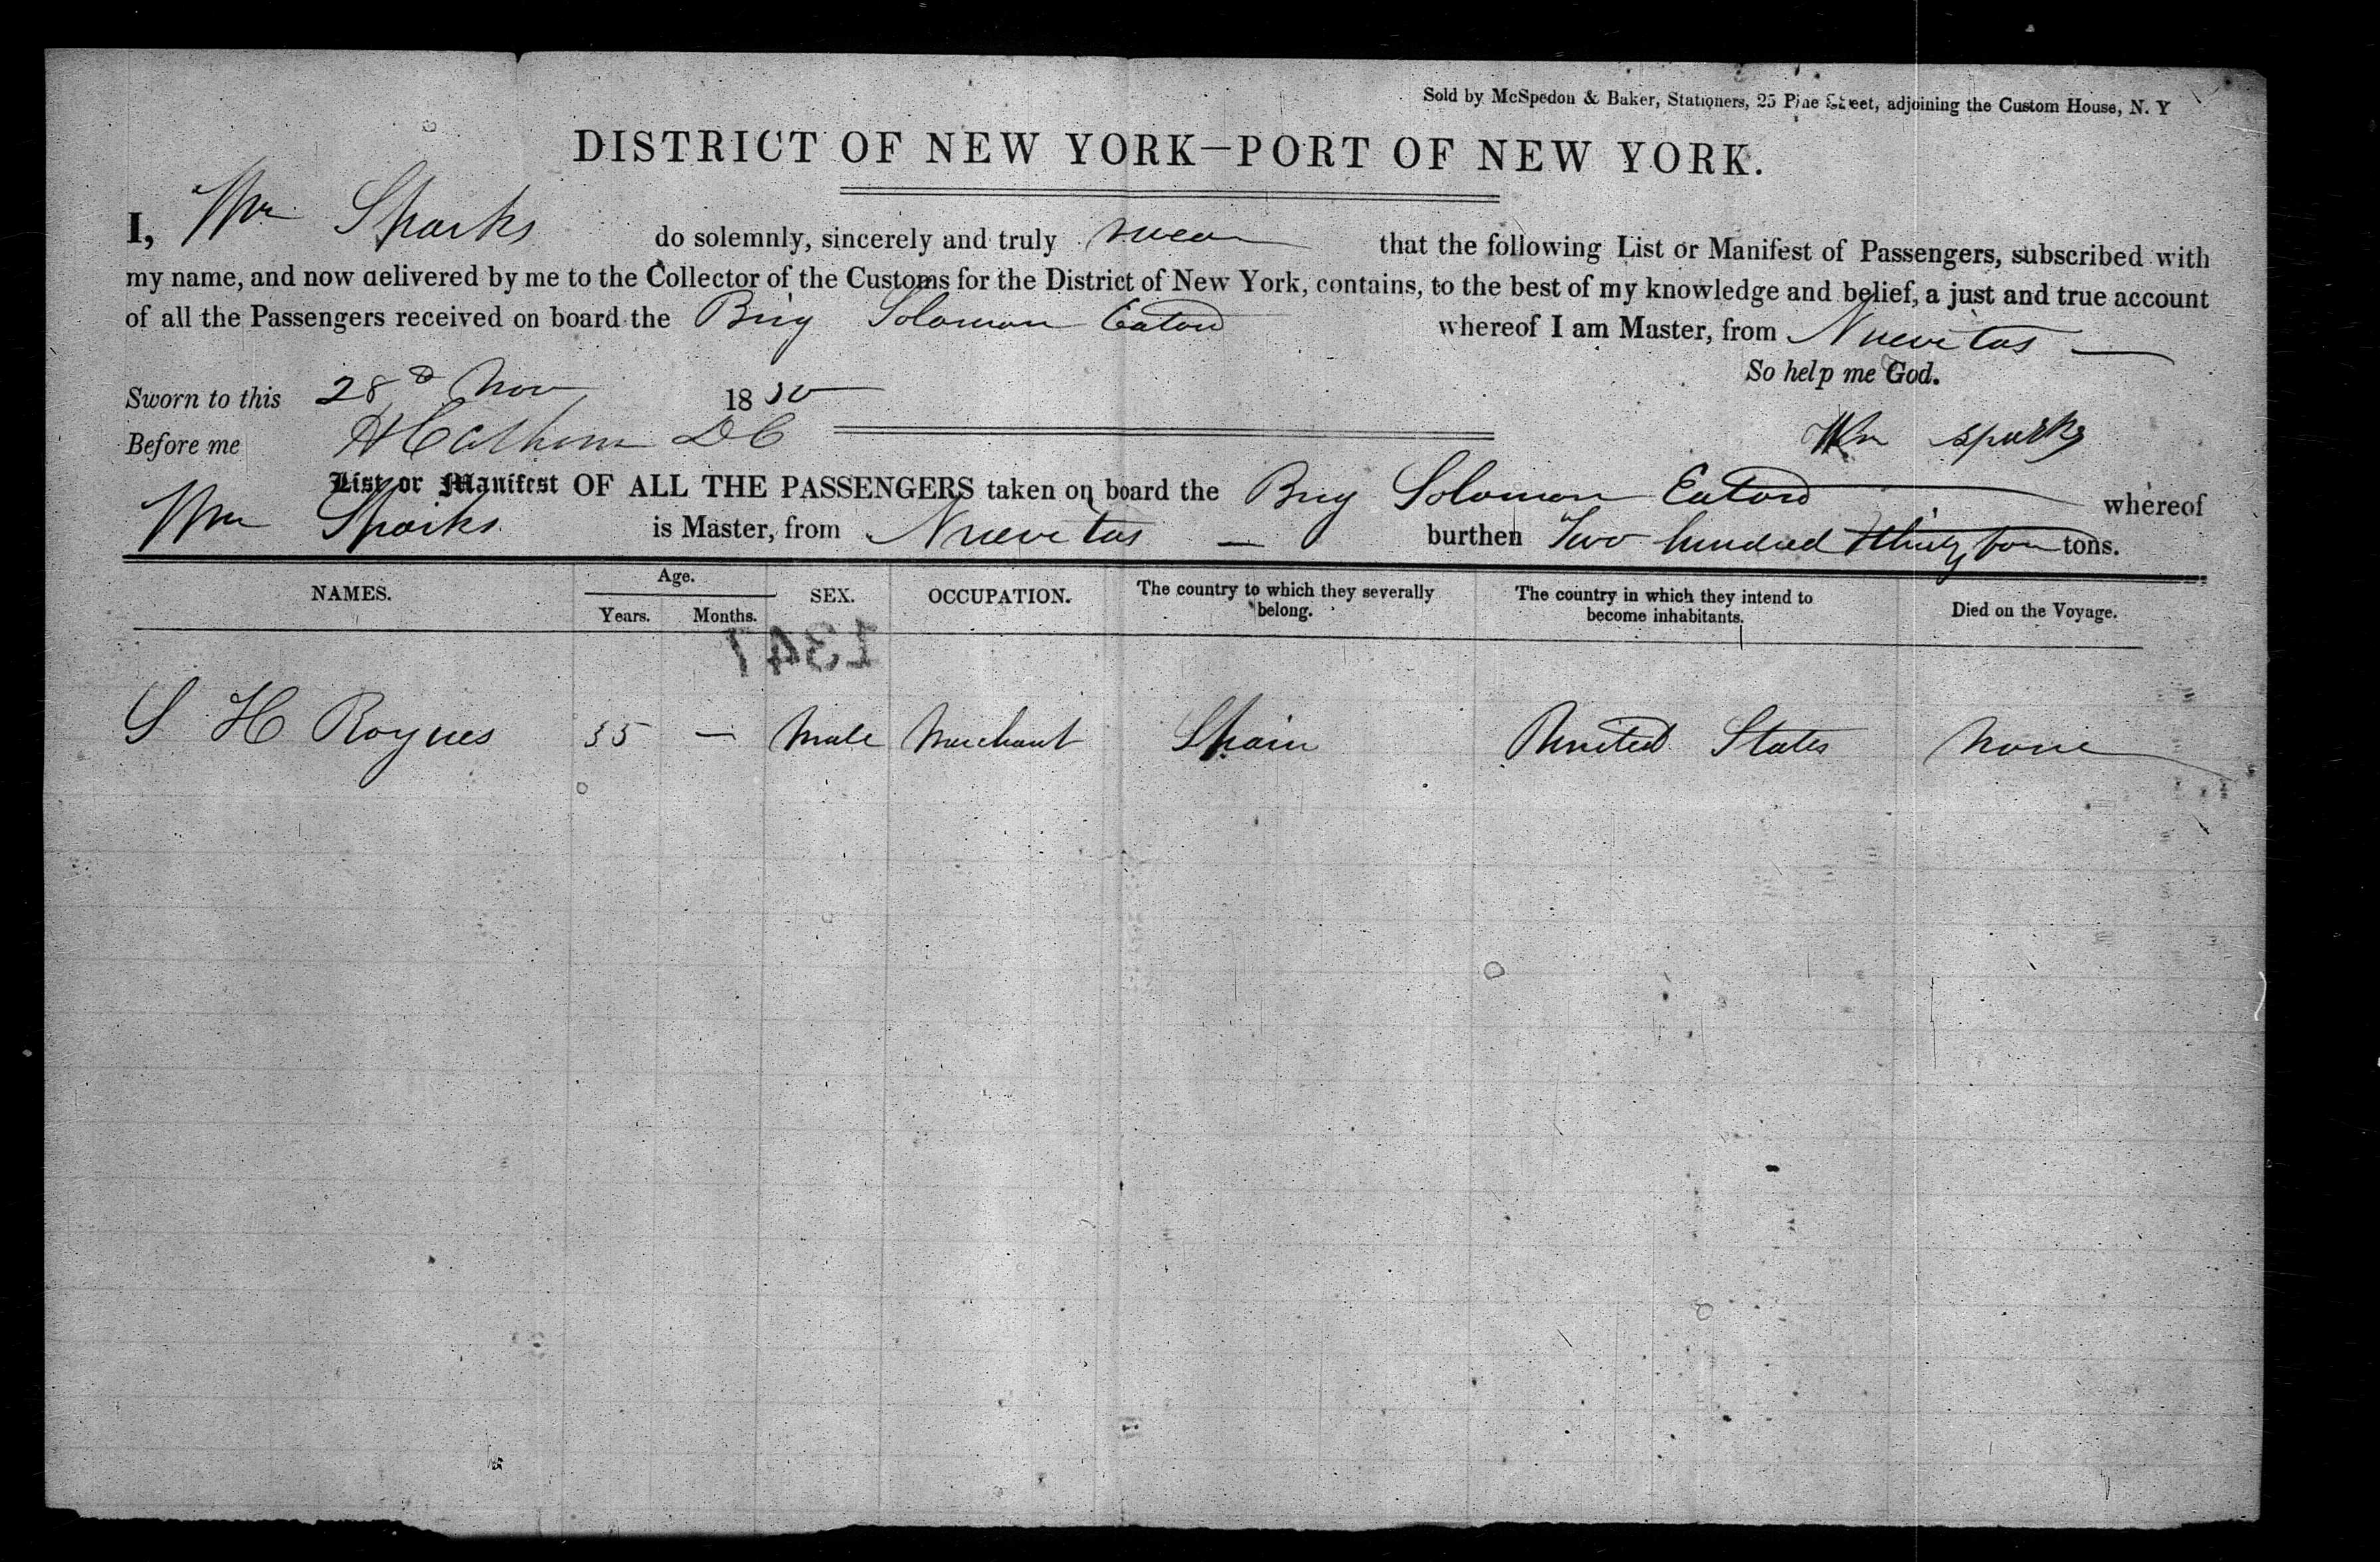 Sold by McSpedon & Baker, Stationers, 25 Pine Street, adjoining the Custom House, N. Y
DISTRICT OF NEW YORK—PORT OF NEW YORK.
I, Wm Sparks do solemnly, sincerely and truly swear that the following List or Manifest of Passengers, subscribed with
my name, and now delivered by me to the Collector of the Customs for the District of New York, contains, to the best of my knowledge and belief, a just and true account
of all the Passengers received on board the Brig Solomon Eaton whereof I am Master, from Nuevitas —
So help me God.
Sworn to this 28th Nov 1850
Before me DC
Wm Sparks
List or Manifest OF ALL THE PASSENGERS taken on board the Brig Solomon Eaton whereof
Wm Sparks is Master, from Nuevitas — burthen Two hundred thirty four tons.
NAMES. Age. SEX. OCCUPATION. The country to which they severally belong. The country in which they intend to become inhabitants. Died on the Voyage.
Years. Months.
1347
S H Roynes 35 — Male Merchant Spain United States None